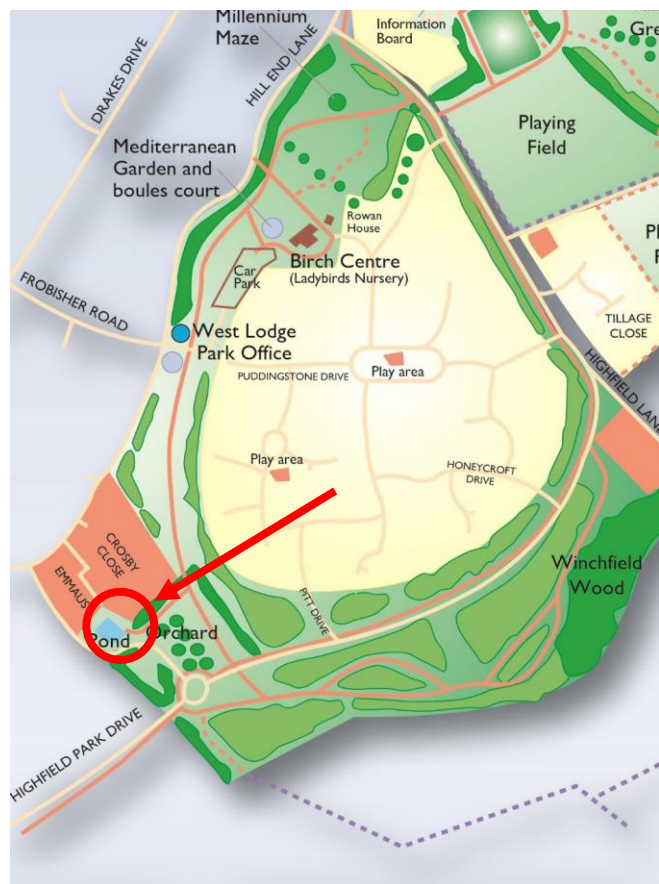 Millennium
Maze
Information
Board
Gre
HILL END LANE
DRAKES DRIVE
Playing
Field
Mediterranean
Garden and
boules court
Rowan
House
Pl
F
Birch Centre
(Ladybirds Nursery)
Car
Park
FROBISHER ROAD
West Lodge
Park Office
TILLAGE
CLOSE
HIGHFIELD LANE
PUDDINGSTONE DRIVE
Play area
Play area
HONEYCROFT
DRIVE
CROSBY
CLOSE
EMMAUS
Winchfield
Wood
PITT DRIVE
Pond
Orchard
HIGHFIELD PARK DRIVE